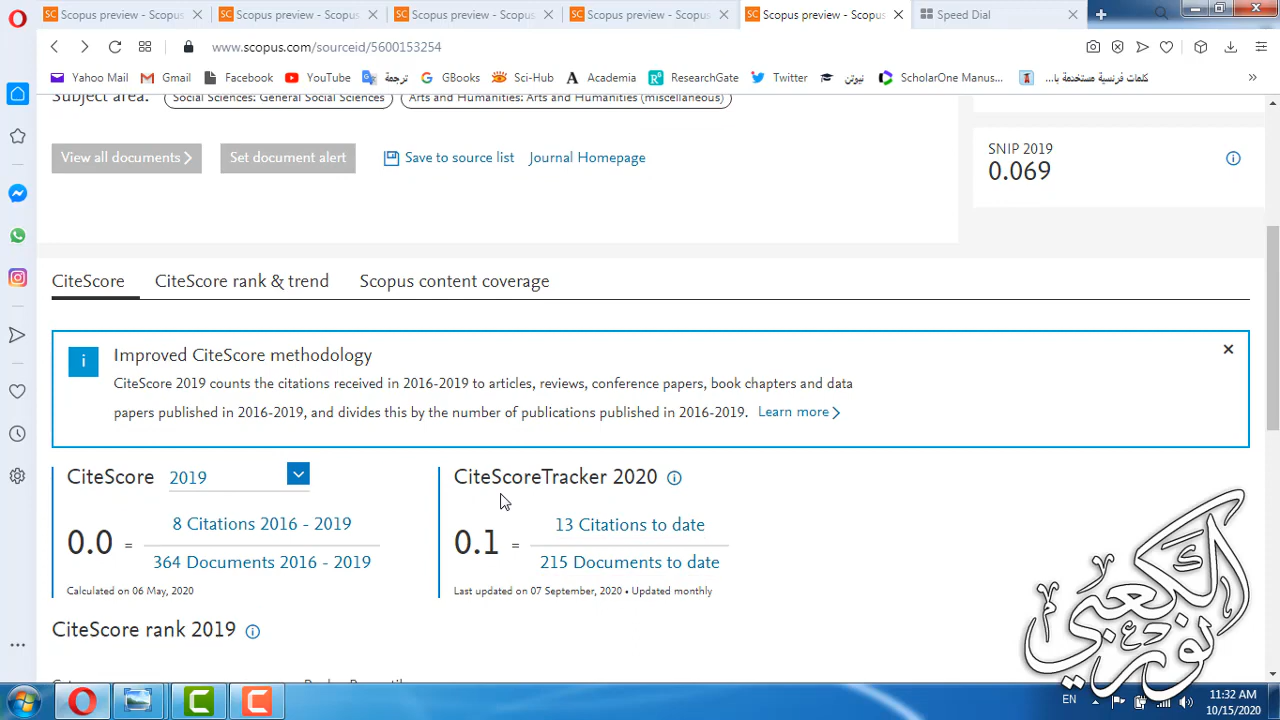 Scopus preview - Scopus
Scopus preview - Scopus
Scopus preview - Scopus
Scopus preview - Scopus
Scopus preview - Scopus
Speed Dial
www.scopus.com/sourceid/5600153254
Yahoo Mail
Gmail
Facebook
YouTube
ترجمة
GBooks
Sci-Hub
Academia
ResearchGate
Twitter
نيوتن
ScholarOne Manus...
كلمات فرنسية مستخدمة با...
Subject area:
Social Sciences: General Social Sciences
Arts and Humanities: Arts and Humanities (miscellaneous)
View all documents
Set document alert
Save to source list
Journal Homepage
SNIP 2019
0.069
CiteScore
CiteScore rank & trend
Scopus content coverage
Improved CiteScore methodology
CiteScore 2019 counts the citations received in 2016-2019 to articles, reviews, conference papers, book chapters and data
papers published in 2016-2019, and divides this by the number of publications published in 2016-2019. Learn more
CiteScore 2019
0.0 =
8 Citations 2016 - 2019
364 Documents 2016 - 2019
Calculated on 06 May, 2020
CiteScoreTracker 2020
0.1 =
13 Citations to date
215 Documents to date
Last updated on 07 September, 2020 • Updated monthly
CiteScore rank 2019
EN
11:32 AM
10/15/2020